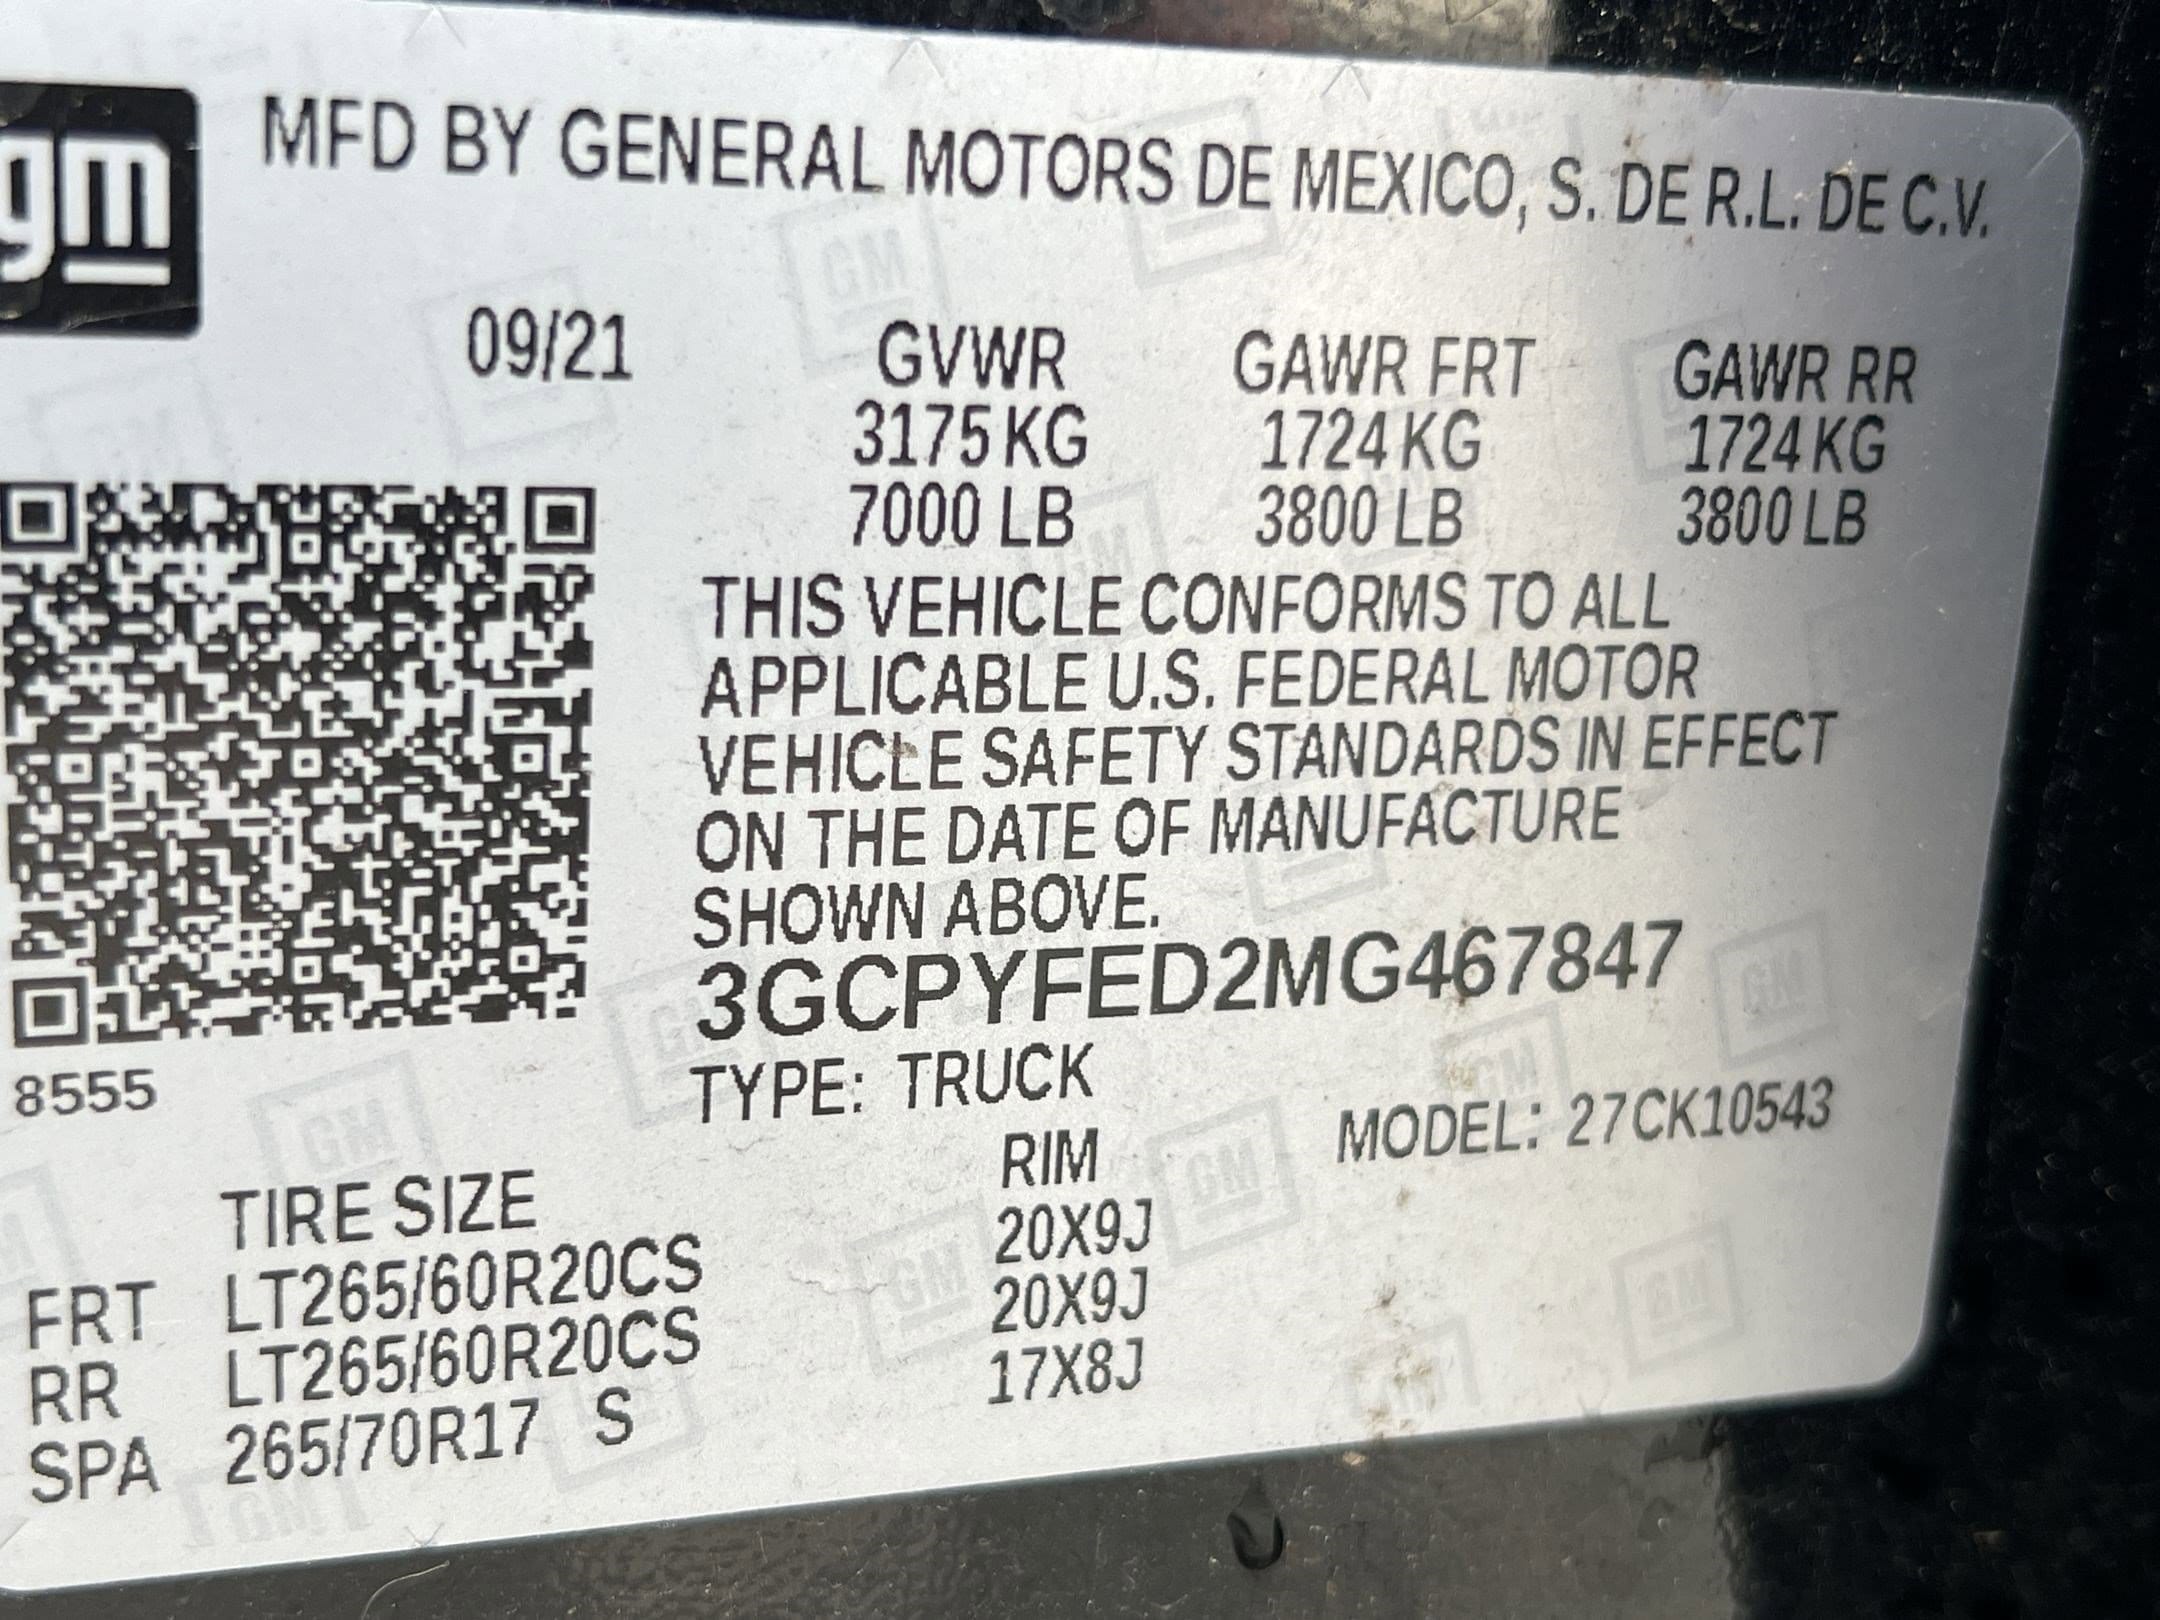 gm
MFD BY GENERAL MOTORS DE MEXICO, S. DE R.L. DE C.V.
09/21 GVWR GAWR FRT GAWR RR
3175 KG 1724 KG 1724 KG
7000 LB 3800 LB 3800 LB
THIS VEHICLE CONFORMS TO ALL
APPLICABLE U.S. FEDERAL MOTOR
VEHICLE SAFETY STANDARDS IN EFFECT
ON THE DATE OF MANUFACTURE
SHOWN ABOVE.
3GCPYFED2MG467847
8555
TYPE: TRUCK
MODEL: 27CK10543
TIRE SIZE RIM
FRT LT265/60R20CS 20X9J
RR LT265/60R20CS 20X9J
SPA 265/70R17 S 17X8J